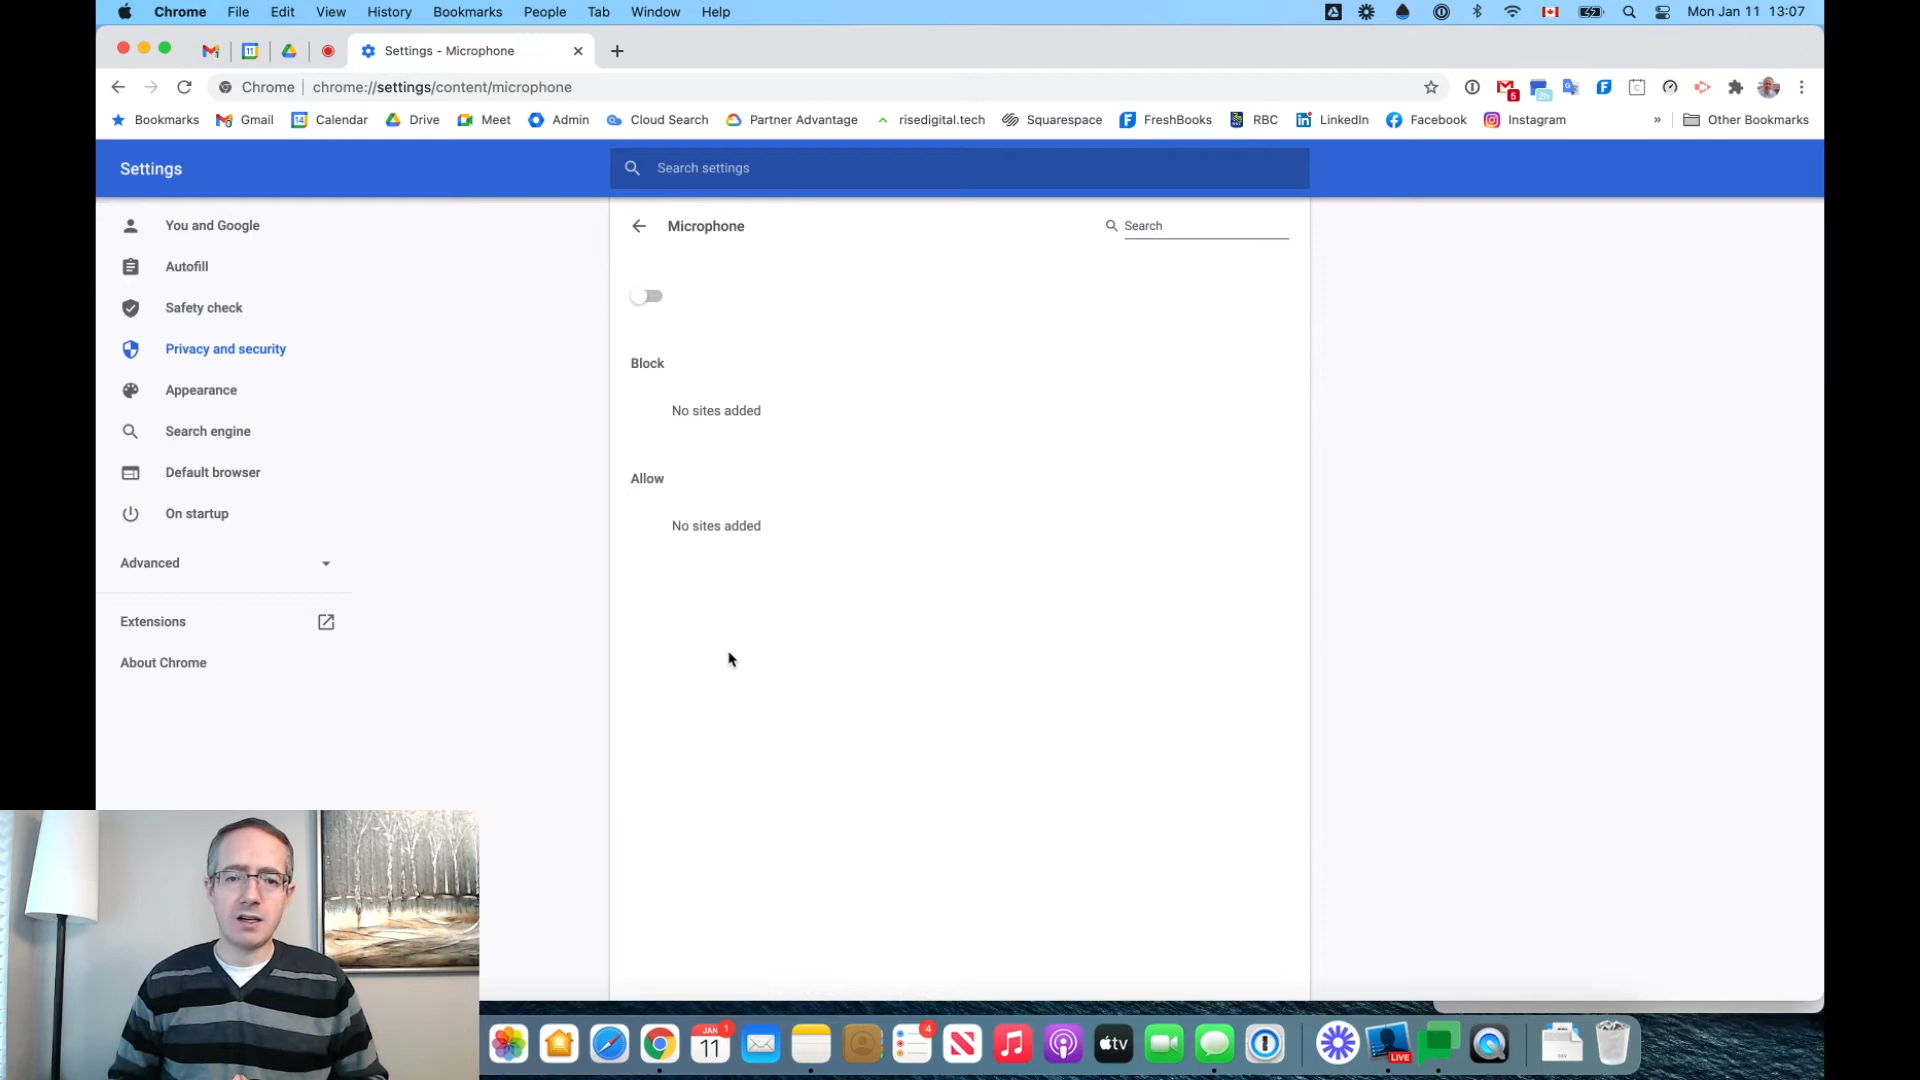 Chrome File Edit View History Bookmarks People Tab Window Help Mon Jan 11 13:07
Settings - Microphone
Chrome chrome://settings/content/microphone
Bookmarks Gmail Calendar Drive Meet Admin Cloud Search Partner Advantage risedigital.tech Squarespace FreshBooks RBC LinkedIn Facebook Instagram » Other Bookmarks
Settings Search settings
You and Google
Autofill
Safety check
Privacy and security
Appearance
Search engine
Default browser
On startup
Advanced
Extensions
About Chrome
Microphone Search
Block
No sites added
Allow
No sites added
JAN 1
11
4
tv
LIVE